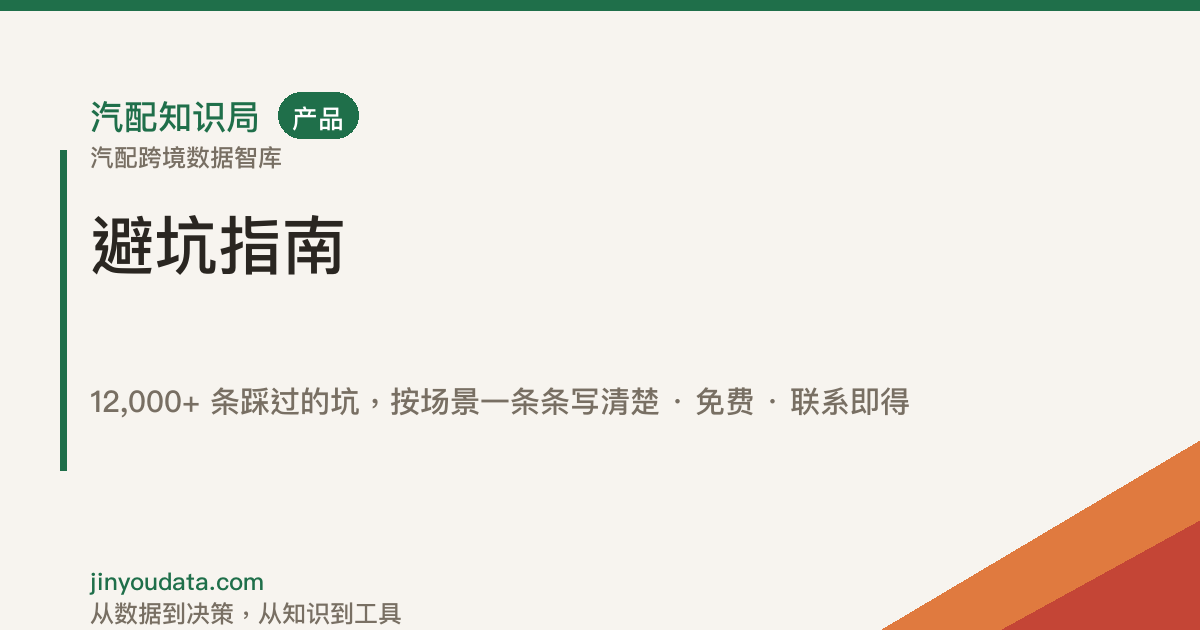 汽配知识局 产品
汽配跨境数据智库
避坑指南
12,000+ 条踩过的坑，按场景一条条写清楚 · 免费 · 联系即得
jinyoudata.com
从数据到决策，从知识到工具